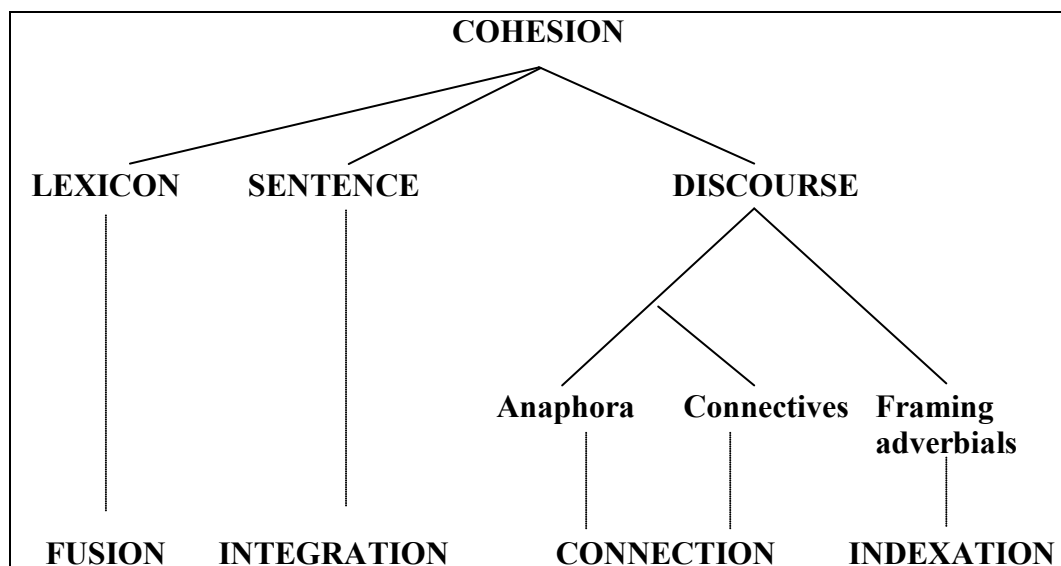 COHESION
LEXICON SENTENCE DISCOURSE
Anaphora Connectives Framing
adverbials
FUSION INTEGRATION CONNECTION INDEXATION